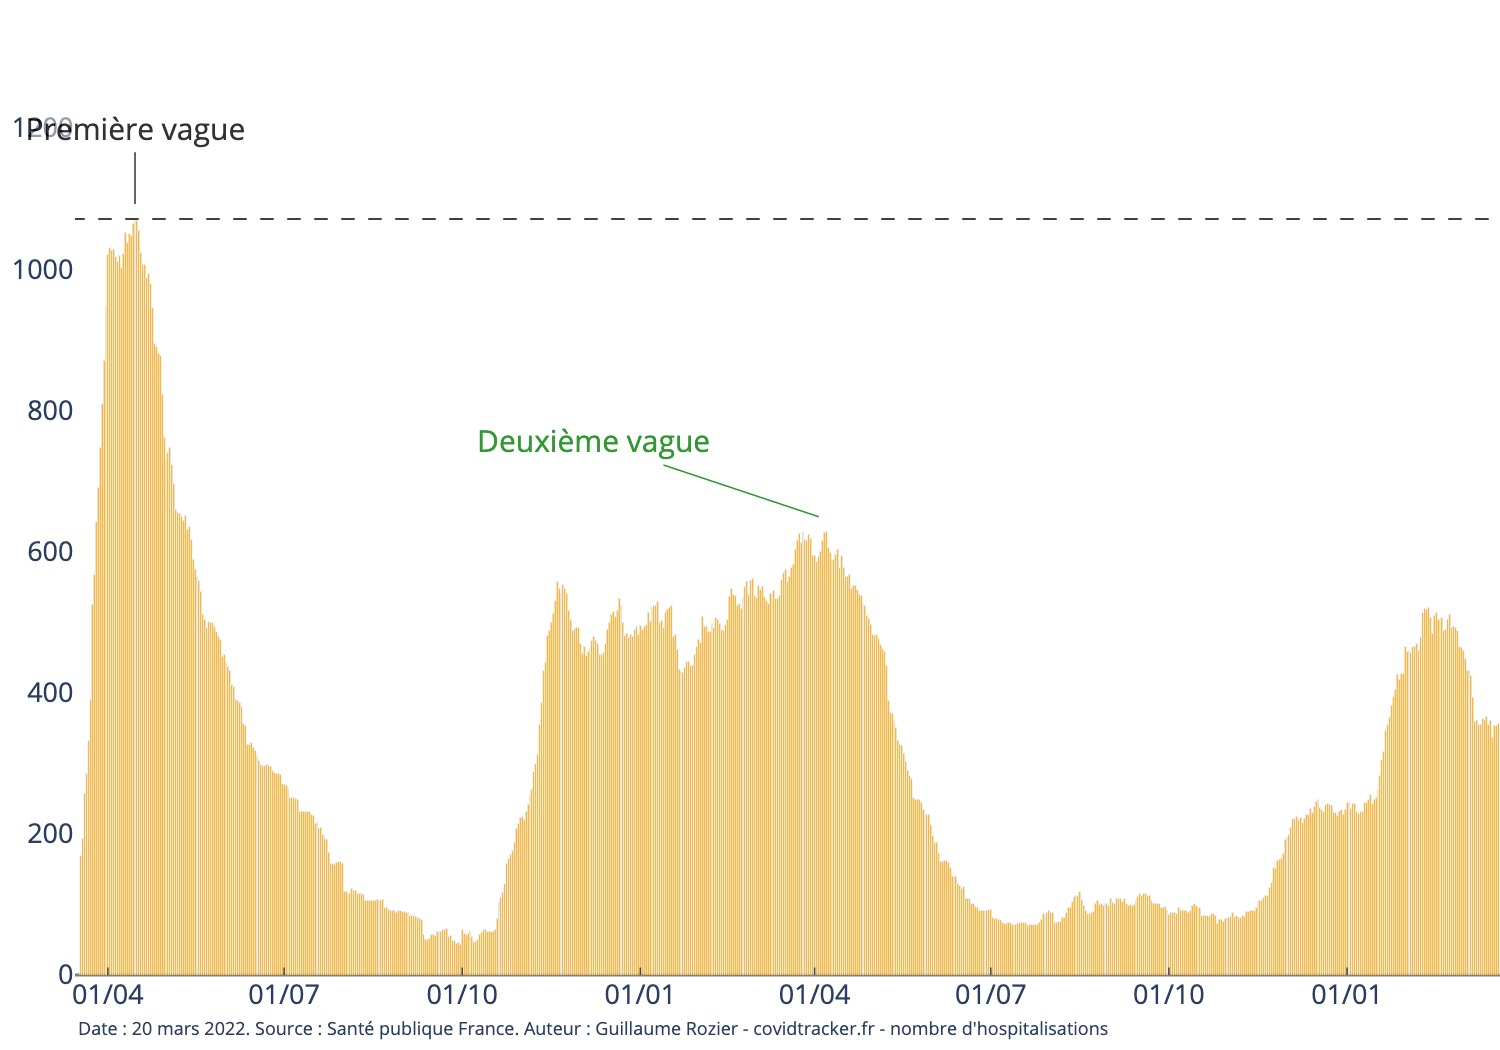 1200
Première vague
1000
800
Deuxième vague
600
400
200
0
01/04 01/07 01/10 01/01 01/04 01/07 01/10 01/01
Date : 20 mars 2022. Source : Santé publique France. Auteur : Guillaume Rozier - covidtracker.fr - nombre d'hospitalisations